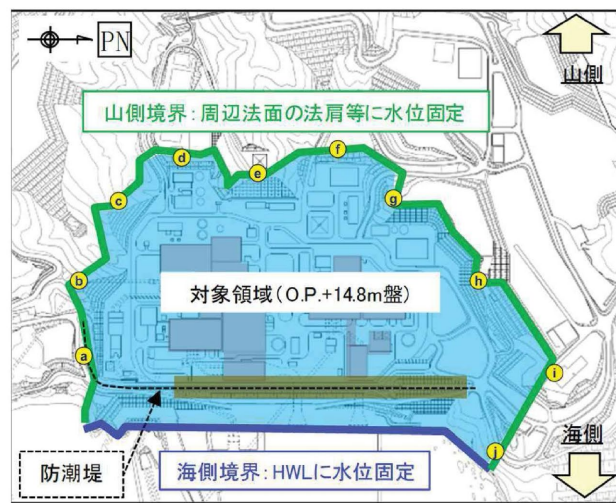 PN
山側
山側境界：周辺法面の法肩等に水位固定
d
f
e
c
g
b
h
対象領域（O.P.+14.8m盤）
a
i
海側
j
防潮堤
海側境界：HWLに水位固定